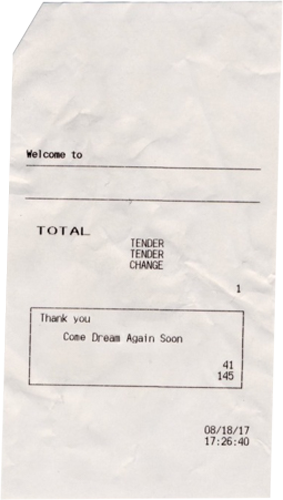 Welcome to
TOTAL
TENDER
TENDER
CHANGE
1
Thank you
Come Dream Again Soon
41
145
08/18/17
17:26:40